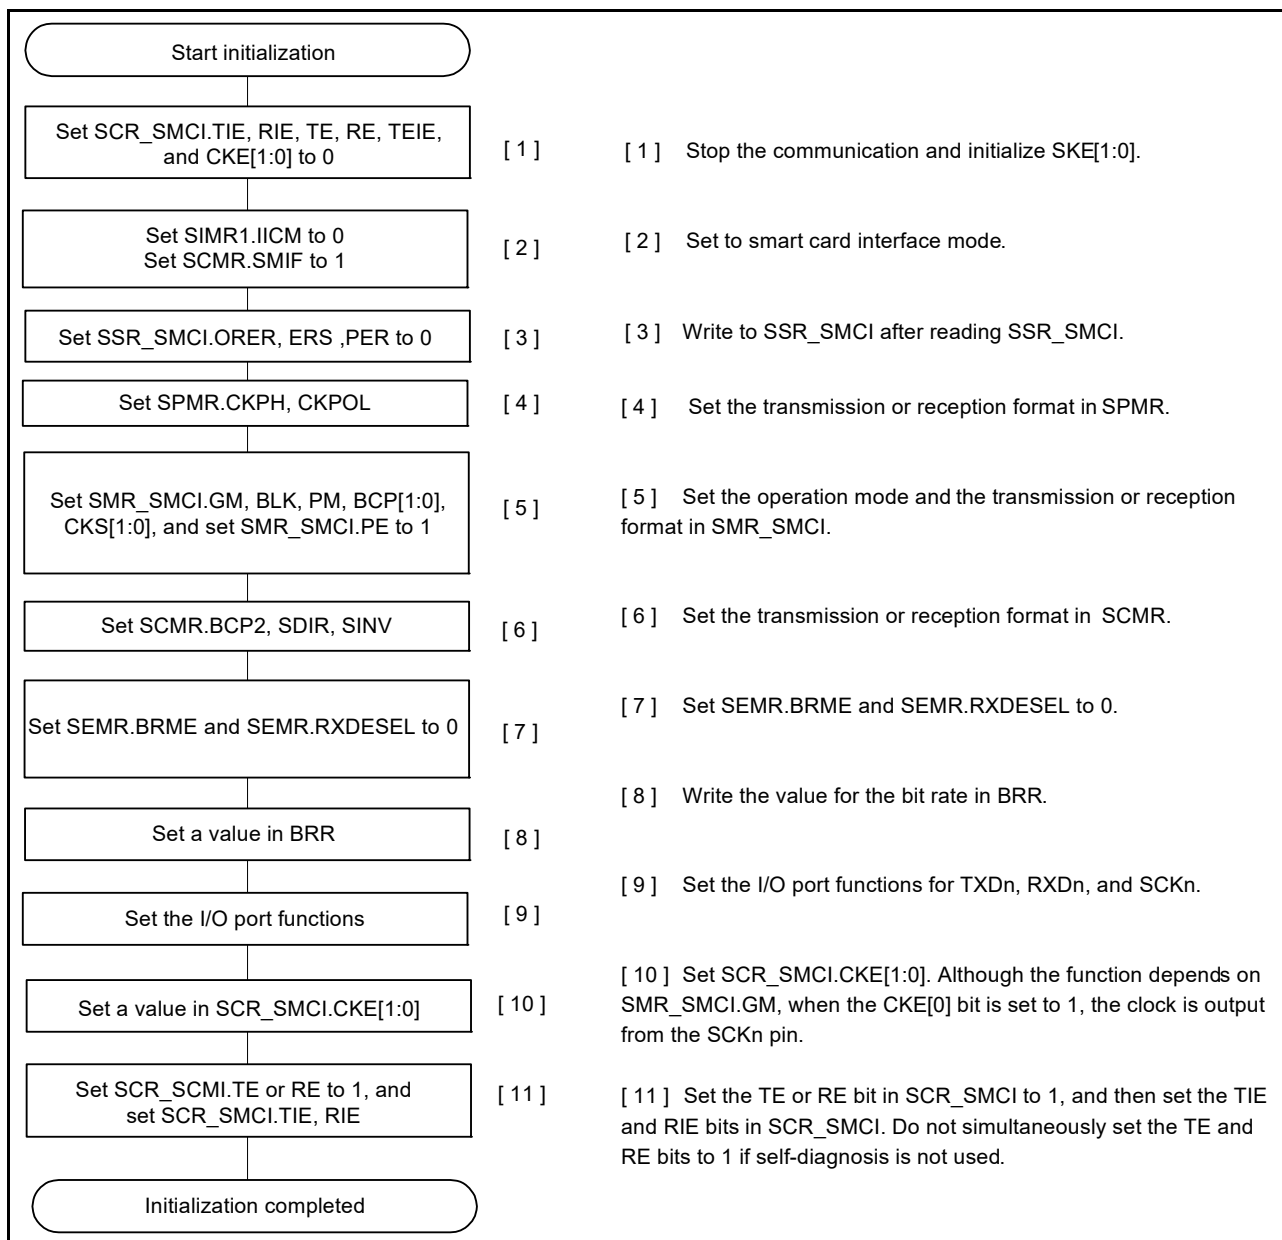 Start initialization
Set SCR_SMCI.TIE, RIE, TE, RE, TEIE,
and CKE[1:0] to 0
[ 1 ]
[ 1 ] Stop the communication and initialize SKE[1:0].
Set SIMR1.IICM to 0
Set SCMR.SMIF to 1
[ 2 ]
[ 2 ] Set to smart card interface mode.
Set SSR_SMCI.ORER, ERS ,PER to 0
[ 3 ]
[ 3 ] Write to SSR_SMCI after reading SSR_SMCI.
Set SPMR.CKPH, CKPOL
[ 4 ]
[ 4 ] Set the transmission or reception format in SPMR.
Set SMR_SMCI.GM, BLK, PM, BCP[1:0],
CKS[1:0], and set SMR_SMCI.PE to 1
[ 5 ]
[ 5 ] Set the operation mode and the transmission or reception
format in SMR_SMCI.
Set SCMR.BCP2, SDIR, SINV
[ 6 ]
[ 6 ] Set the transmission or reception format in SCMR.
Set SEMR.BRME and SEMR.RXDESEL to 0
[ 7 ]
[ 7 ] Set SEMR.BRME and SEMR.RXDESEL to 0.
Set a value in BRR
[ 8 ]
[ 8 ] Write the value for the bit rate in BRR.
Set the I/O port functions
[ 9 ]
[ 9 ] Set the I/O port functions for TXDn, RXDn, and SCKn.
Set a value in SCR_SMCI.CKE[1:0]
[ 10 ]
[ 10 ] Set SCR_SMCI.CKE[1:0]. Although the function depends on
SMR_SMCI.GM, when the CKE[0] bit is set to 1, the clock is output
from the SCKn pin.
Set SCR_SCMI.TE or RE to 1, and
set SCR_SMCI.TIE, RIE
[ 11 ]
[ 11 ] Set the TE or RE bit in SCR_SMCI to 1, and then set the TIE
and RIE bits in SCR_SMCI. Do not simultaneously set the TE and
RE bits to 1 if self-diagnosis is not used.
Initialization completed